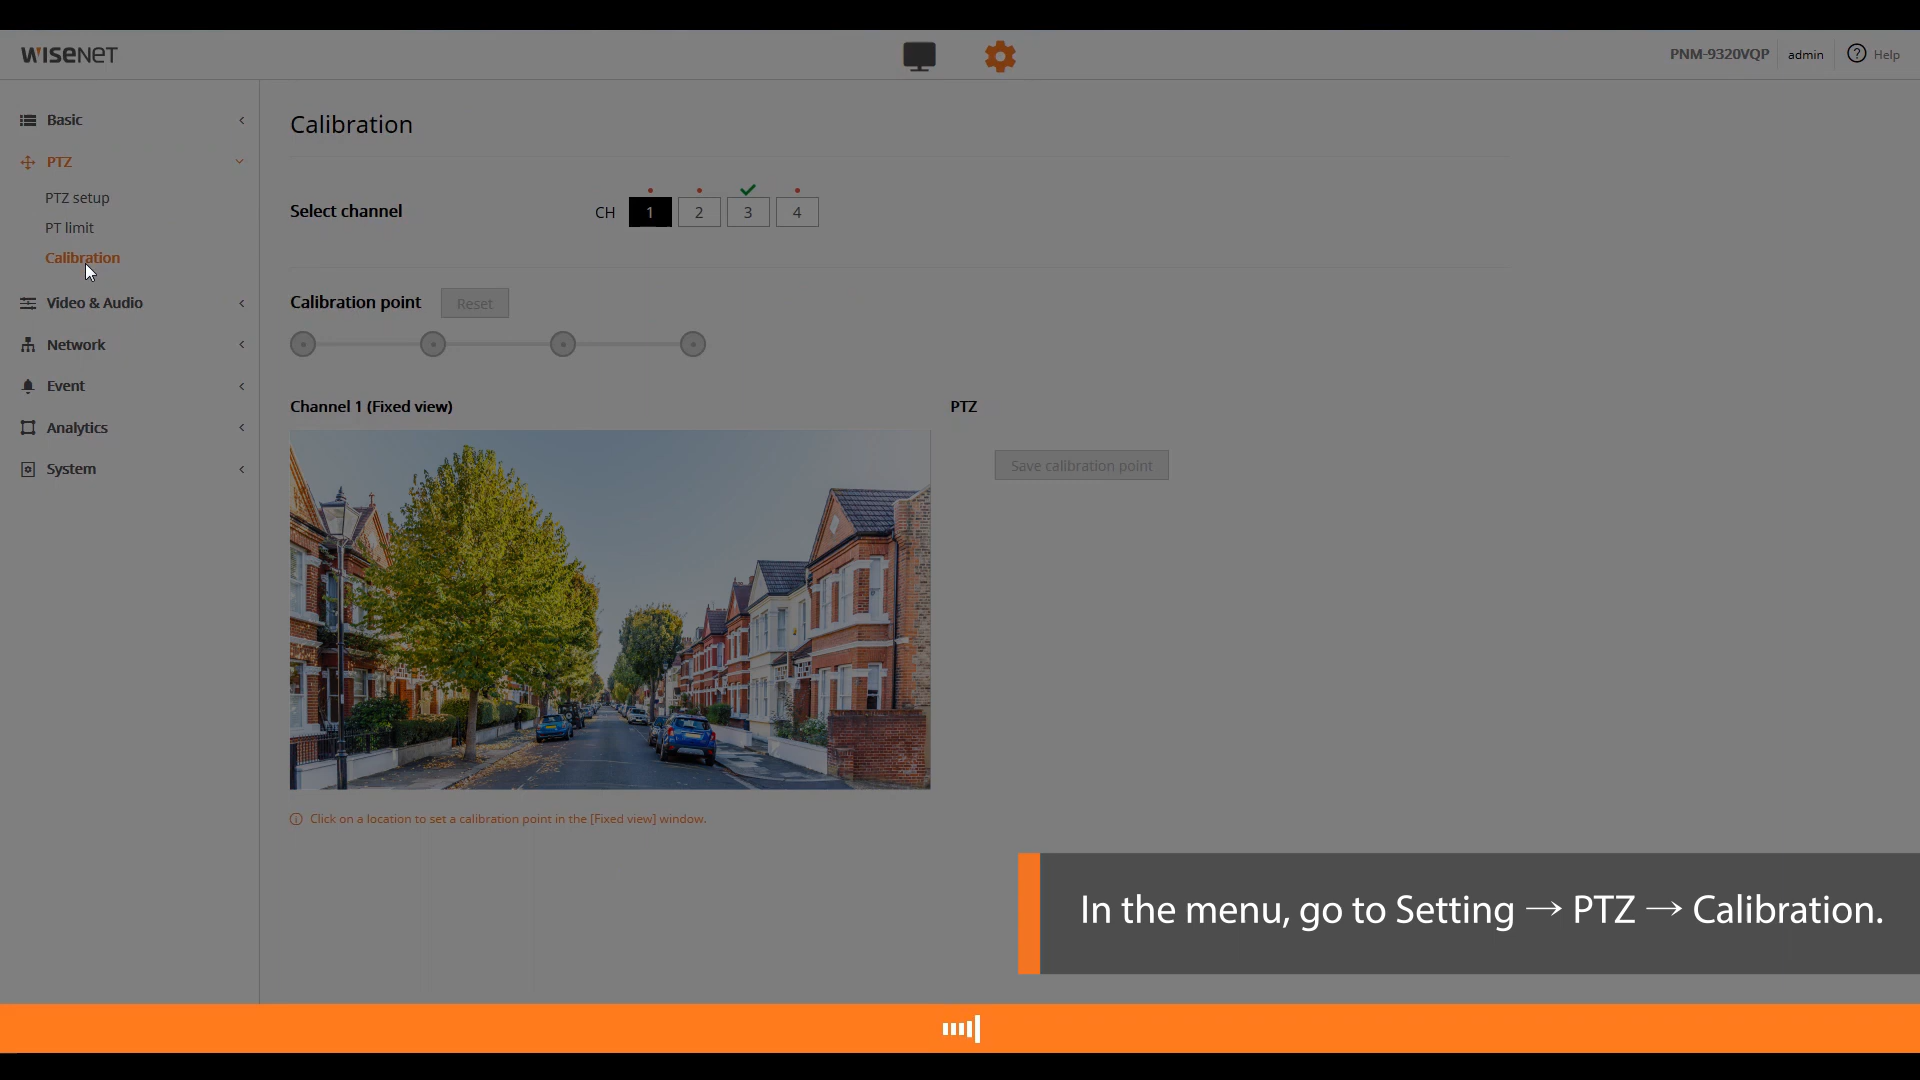 WISENET
PNM-9320VQP
admin
Help
Basic
PTZ
PTZ setup
PT limit
Calibration
Video & Audio
Network
Event
Analytics
System
Calibration
Select channel
CH
1
2
3
4
Calibration point
Reset
Channel 1 (Fixed view)
PTZ
Save calibration point
Click on a location to set a calibration point in the [Fixed view] window.
In the menu, go to Setting → PTZ → Calibration.